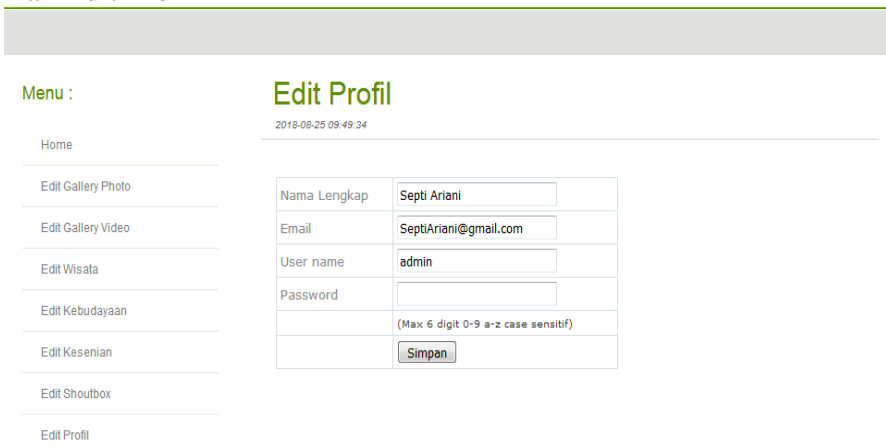 Menu :
Home
Edit Gallery Photo
Edit Gallery Video
Edit Wisata
Edit Kebudayaan
Edit Kesenian
Edit Shoutbox
Edit Profil
Edit Profil
2018-08-25 09:49:34
Nama Lengkap Septi Ariani
Email SeptiAriani@gmail.com
User name admin
Password
(Max 6 digit 0-9 a-z case sensitif)
Simpan